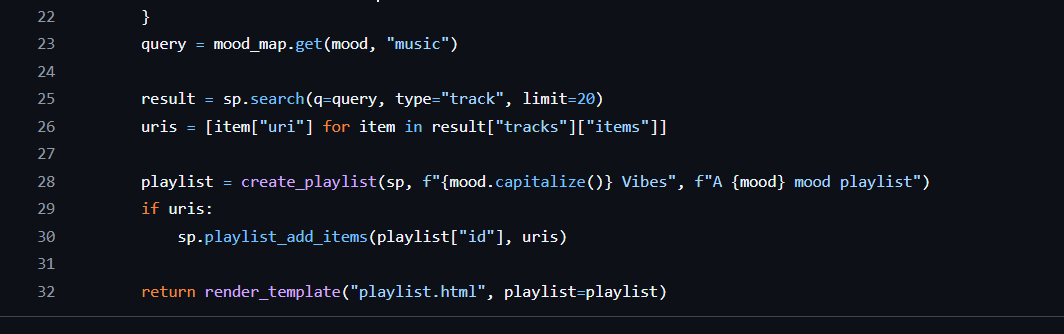 22 }
23 query = mood_map.get(mood, "music")
24
25 result = sp.search(q=query, type="track", limit=20)
26 uris = [item["uri"] for item in result["tracks"]["items"]]
27
28 playlist = create_playlist(sp, f"{mood.capitalize()} Vibes", f"A {mood} mood playlist")
29 if uris:
30 sp.playlist_add_items(playlist["id"], uris)
31
32 return render_template("playlist.html", playlist=playlist)